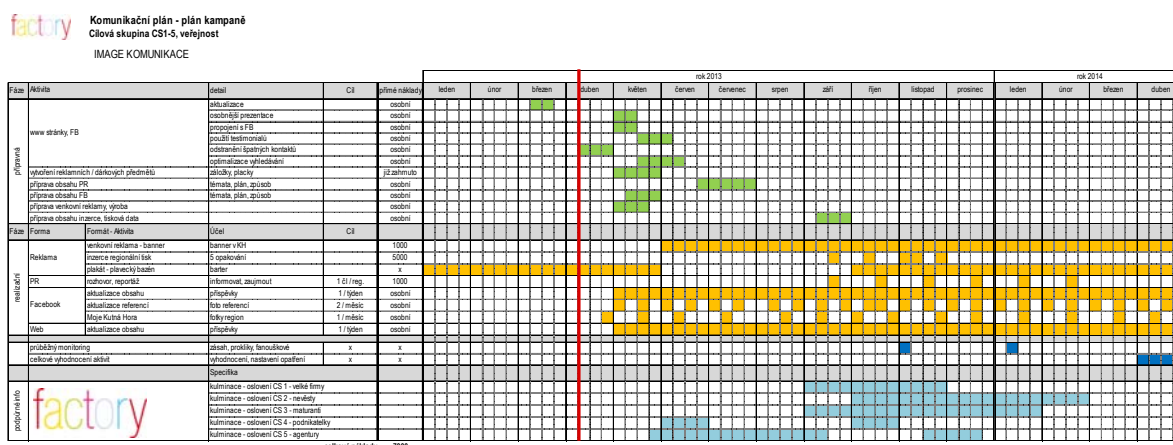 factory
Komunikační plán - plán kampaně
Cílová skupina CS1-5, veřejnost
IMAGE KOMUNIKACE
rok 2013 rok 2014
Fáze Aktivita detail Cíl přímé náklady leden únor březen duben květen červen červenec srpen září říjen listopad prosinec leden únor březen duben
přípravná
www stránky, FB
aktualizace osobní
osobnější prezentace osobní
propojení s FB osobní
použití testimonialů osobní
odstranění špatných kontaktů osobní
optimalizace vyhledávání osobní
vytvoření reklamních / dárkových předmětů záložky, placky již zahrnuto
příprava obsahu PR témata, plán, způsob osobní
příprava obsahu FB témata, plán, způsob osobní
příprava venkovní reklamy, výroba osobní
příprava obsahu inzerce, tisková data osobní
Fáze Forma Formát - Aktivita Účel Cíl
realizační
venkovní reklama - banner banner v KH 1000
Reklama inzerce regionální tisk 5 opakování 5000
plakát - plavecký bazén barter x
PR rozhovor, reportáž informovat, zaujmout 1 čl / reg. 1000
aktualizace obsahu příspěvky 1 / týden osobní
Facebook aktualizace referencí foto referencí 2 / měsíc osobní
Moje Kutná Hora fotky region 1 / měsíc osobní
Web aktualizace obsahu příspěvky 1 / týden osobní
průběžný monitoring zásah, prokliky, fanouškové x x
celkové vyhodnocení aktivit vyhodnocení, nastavení opatření x x
Specifika
podpůrné info
factory
kulminace - oslovení CS 1 - velké firmy
kulminace - oslovení CS 2 - nevěsty
kulminace - oslovení CS 3 - maturanti
kulminace - oslovení CS 4 - podnikatelky
kulminace - oslovení CS 5 - agentury
celkové náklady 7000